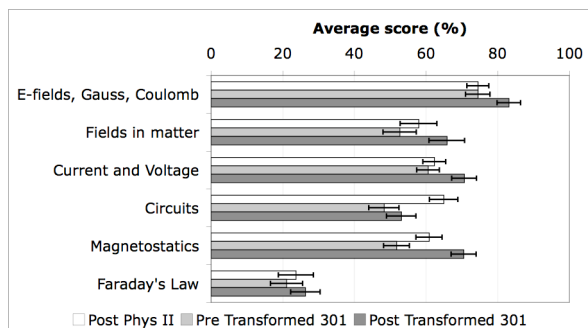 Average score (%)
0 20 40 60 80 100
E-fields, Gauss, Coulomb
Fields in matter
Current and Voltage
Circuits
Magnetostatics
Faraday's Law
Post Phys II Pre Transformed 301 Post Transformed 301